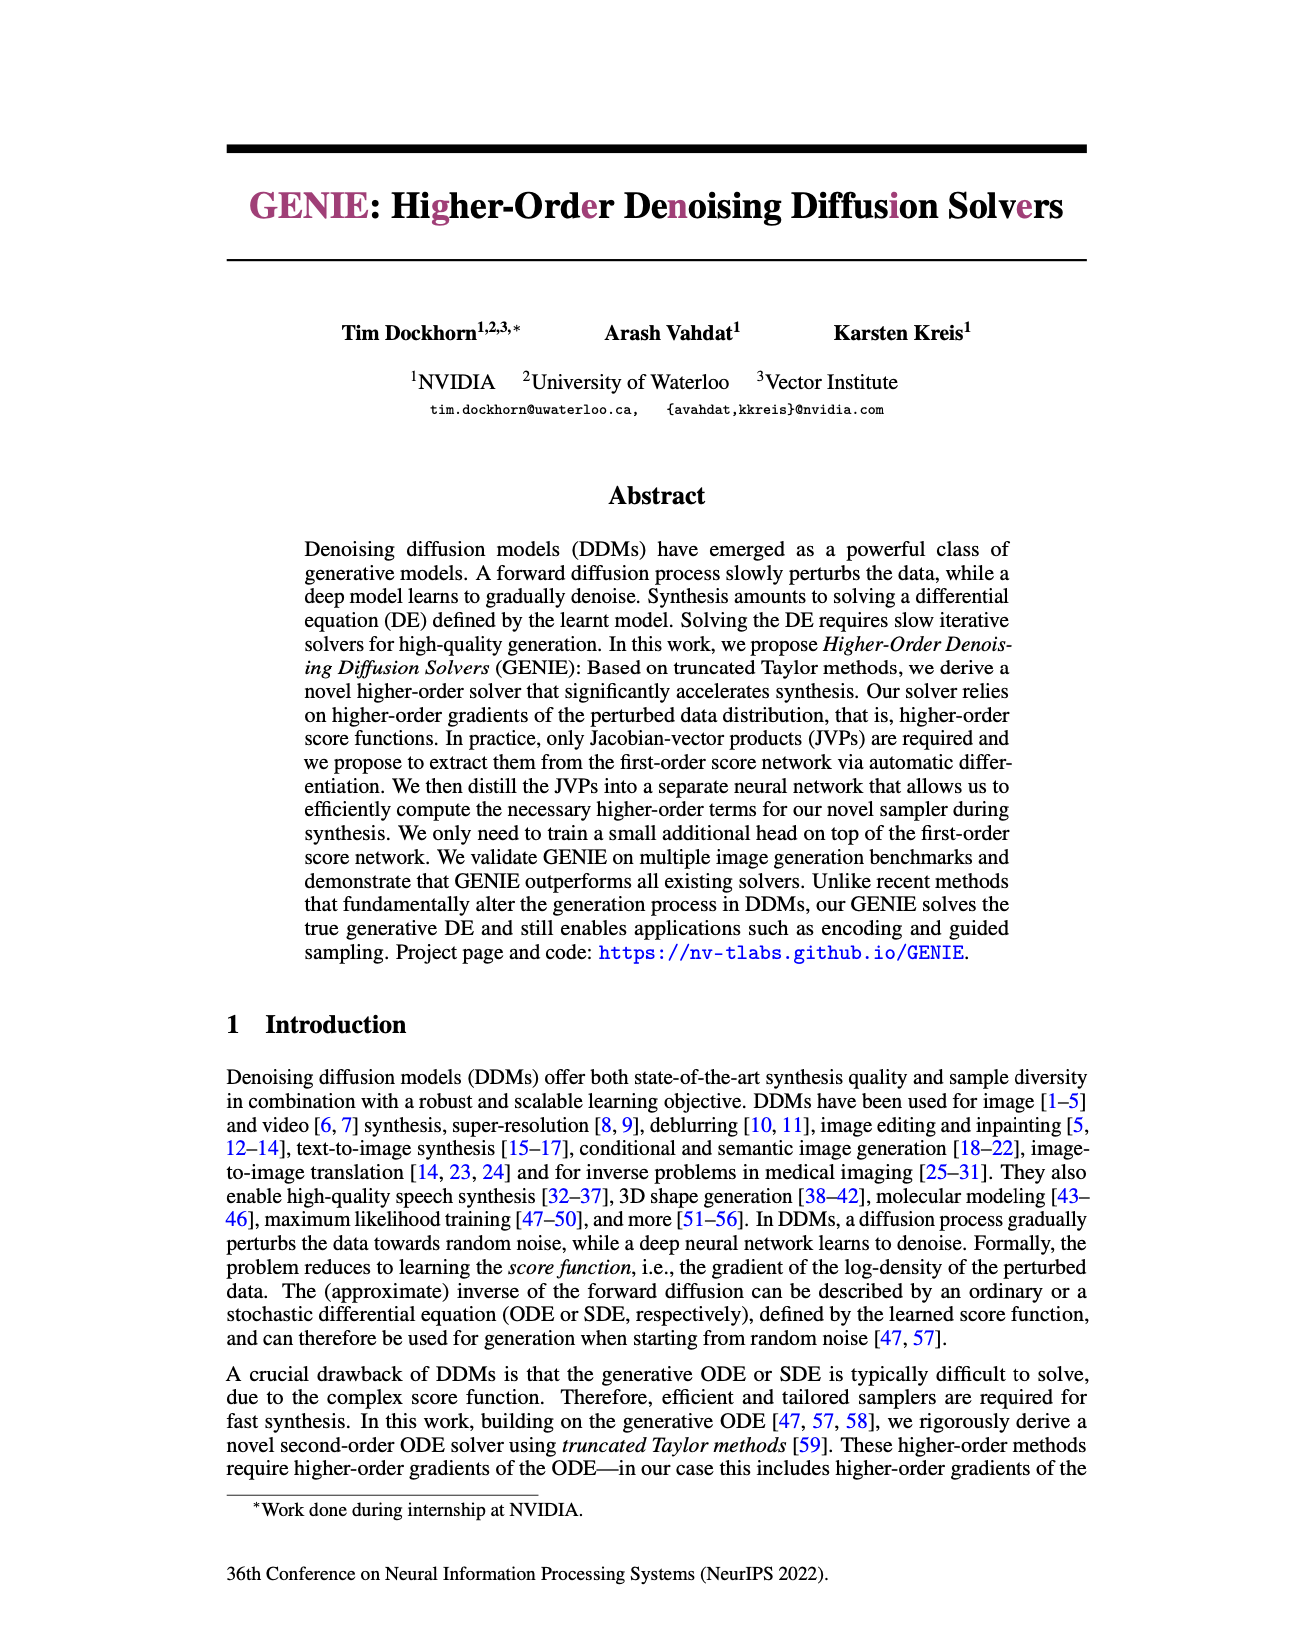 GENIE: Higher-Order Denoising Diffusion Solvers
Tim Dockhorn1,2,3,∗ Arash Vahdat1 Karsten Kreis1
1NVIDIA 2University of Waterloo 3Vector Institute
tim.dockhorn@uwaterloo.ca, {avahdat,kkreis}@nvidia.com
Abstract
Denoising diffusion models (DDMs) have emerged as a powerful class of
generative models. A forward diffusion process slowly perturbs the data, while a
deep model learns to gradually denoise. Synthesis amounts to solving a differential
equation (DE) defined by the learnt model. Solving the DE requires slow iterative
solvers for high-quality generation. In this work, we propose Higher-Order Denois-
ing Diffusion Solvers (GENIE): Based on truncated Taylor methods, we derive a
novel higher-order solver that significantly accelerates synthesis. Our solver relies
on higher-order gradients of the perturbed data distribution, that is, higher-order
score functions. In practice, only Jacobian-vector products (JVPs) are required and
we propose to extract them from the first-order score network via automatic differ-
entiation. We then distill the JVPs into a separate neural network that allows us to
efficiently compute the necessary higher-order terms for our novel sampler during
synthesis. We only need to train a small additional head on top of the first-order
score network. We validate GENIE on multiple image generation benchmarks and
demonstrate that GENIE outperforms all existing solvers. Unlike recent methods
that fundamentally alter the generation process in DDMs, our GENIE solves the
true generative DE and still enables applications such as encoding and guided
sampling. Project page and code: https://nv-tlabs.github.io/GENIE.
1 Introduction
Denoising diffusion models (DDMs) offer both state-of-the-art synthesis quality and sample diversity
in combination with a robust and scalable learning objective. DDMs have been used for image [1–5]
and video [6, 7] synthesis, super-resolution [8, 9], deblurring [10, 11], image editing and inpainting [5,
12–14], text-to-image synthesis [15–17], conditional and semantic image generation [18–22], image-
to-image translation [14, 23, 24] and for inverse problems in medical imaging [25–31]. They also
enable high-quality speech synthesis [32–37], 3D shape generation [38–42], molecular modeling [43–
46], maximum likelihood training [47–50], and more [51–56]. In DDMs, a diffusion process gradually
perturbs the data towards random noise, while a deep neural network learns to denoise. Formally, the
problem reduces to learning the score function, i.e., the gradient of the log-density of the perturbed
data. The (approximate) inverse of the forward diffusion can be described by an ordinary or a
stochastic differential equation (ODE or SDE, respectively), defined by the learned score function,
and can therefore be used for generation when starting from random noise [47, 57].
A crucial drawback of DDMs is that the generative ODE or SDE is typically difficult to solve,
due to the complex score function. Therefore, efficient and tailored samplers are required for
fast synthesis. In this work, building on the generative ODE [47, 57, 58], we rigorously derive a
novel second-order ODE solver using truncated Taylor methods [59]. These higher-order methods
require higher-order gradients of the ODE—in our case this includes higher-order gradients of the
∗Work done during internship at NVIDIA.
36th Conference on Neural Information Processing Systems (NeurIPS 2022).